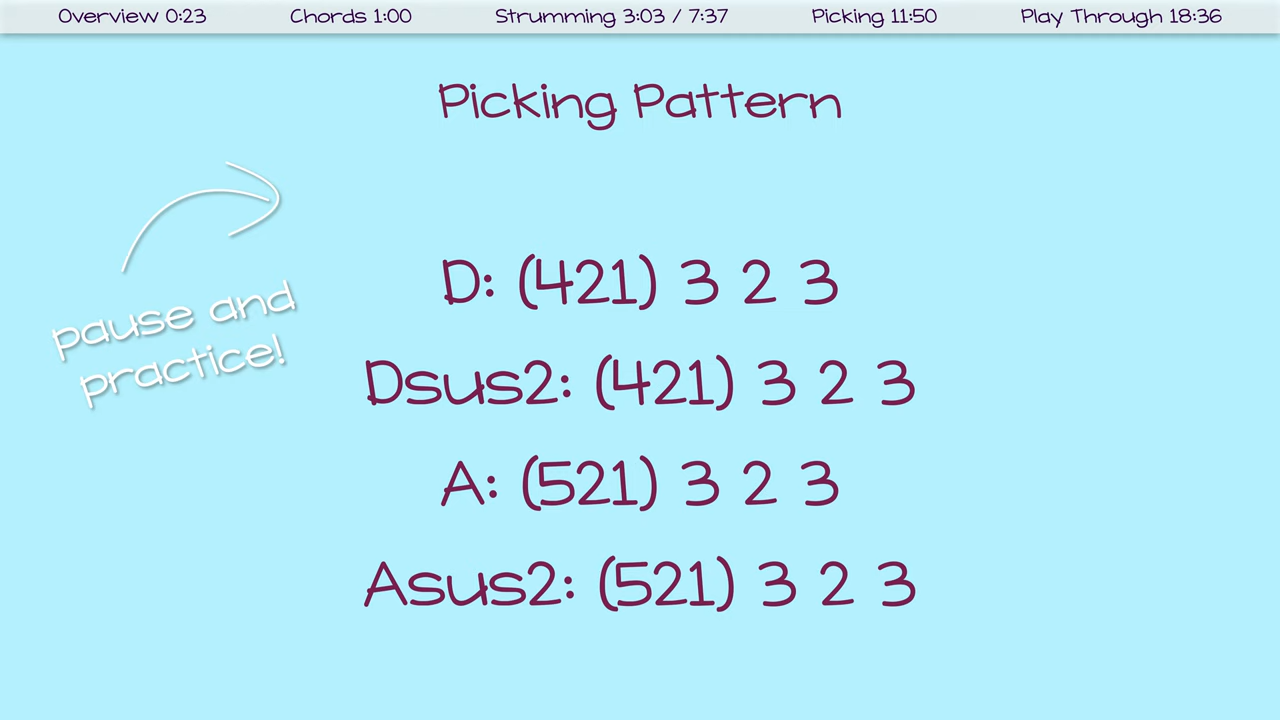 Overview 0:23 Chords 1:00 Strumming 3:03 / 7:37 Picking 11:50 Play Through 18:36
Picking Pattern
pause and
practice!
D: (421) 3 2 3
Dsus2: (421) 3 2 3
A: (521) 3 2 3
Asus2: (521) 3 2 3